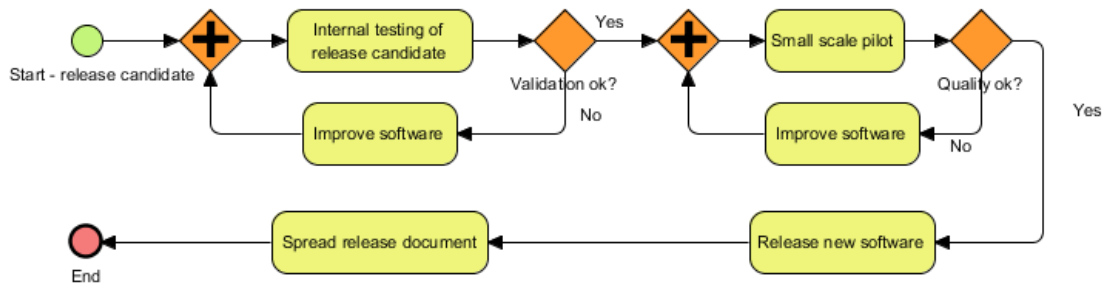 Start - release candidate
Internal testing of
release candidate
Validation ok?
Yes
No
Improve software
Small scale pilot
Quality ok?
Yes
No
Improve software
Release new software
Spread release document
End